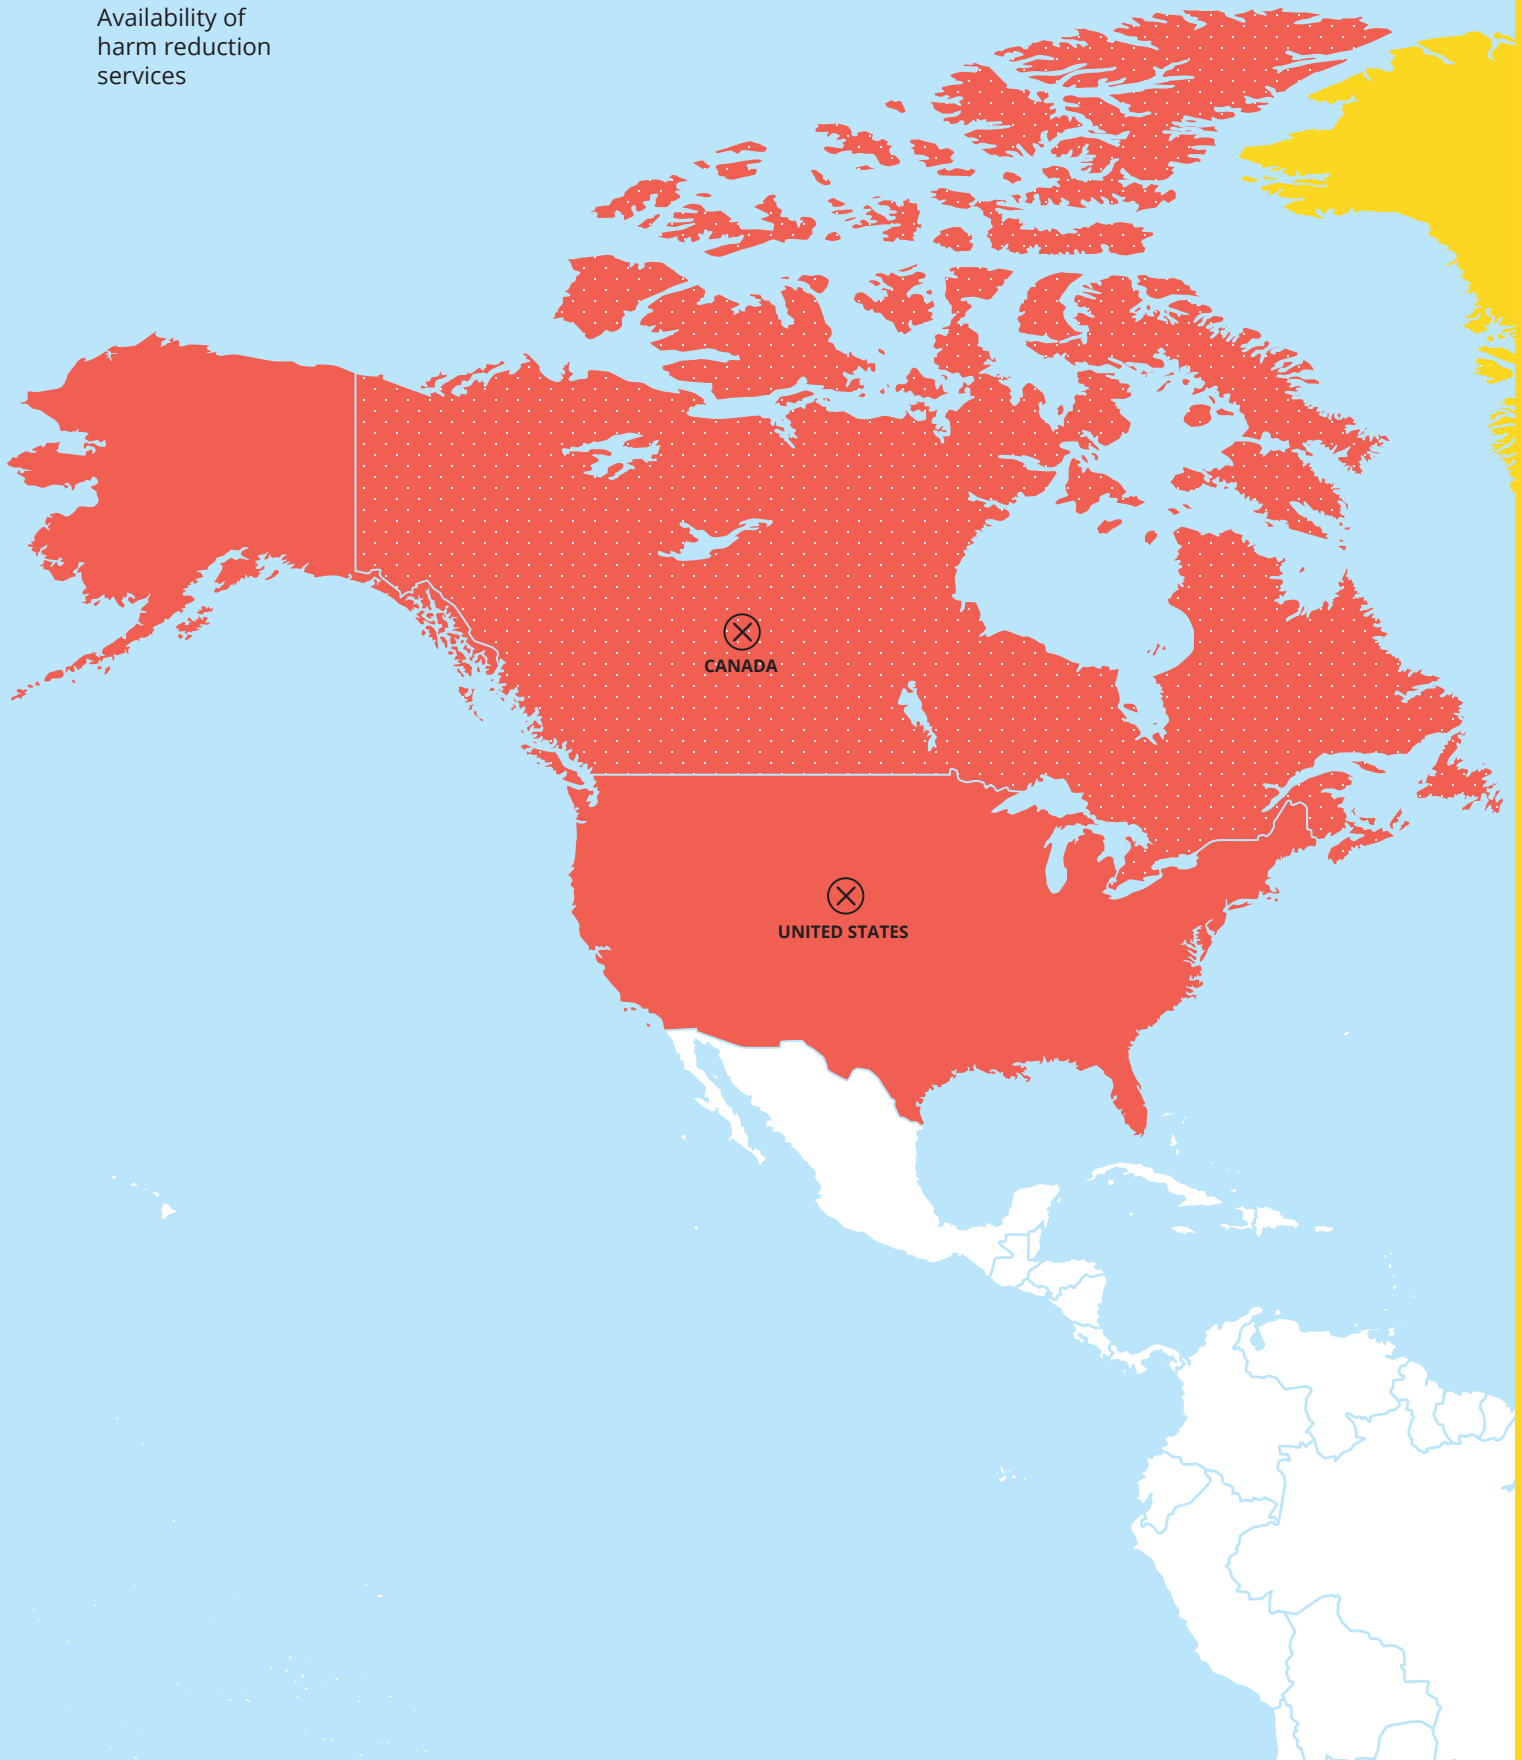 Availability of
harm reduction
services
CANADA
UNITED STATES